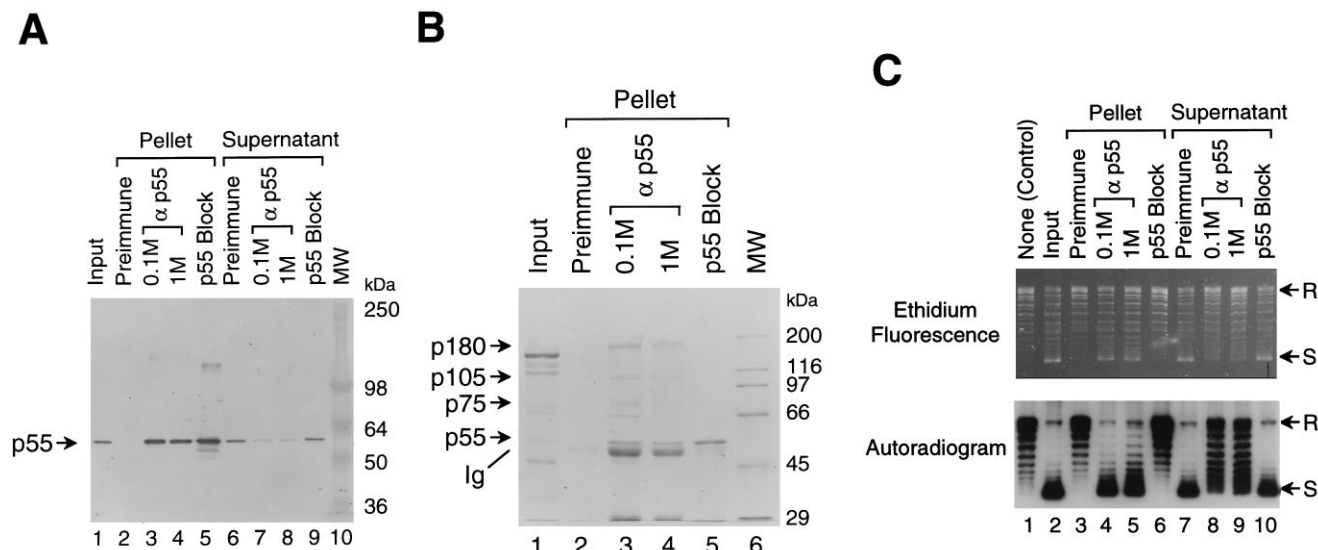 A
Pellet
Supernatant
Input
Preimmune
0.1M
1M
α p55
p55 Block
Preimmune
0.1M
1M
α p55
p55 Block
MW
kDa
250
98
64
50
36
p55
1 2 3 4 5 6 7 8 9 10
B
Pellet
Input
Preimmune
0.1M
1M
α p55
p55 Block
MW
kDa
p180
p105
p75
p55
Ig
200
116
97
66
45
29
1 2 3 4 5 6
C
Pellet
Supernatant
None (Control)
Input
Preimmune
0.1M
1M
α p55
p55 Block
Preimmune
0.1M
1M
α p55
p55 Block
Ethidium
Fluorescence
R
S
Autoradiogram
R
S
1 2 3 4 5 6 7 8 9 10